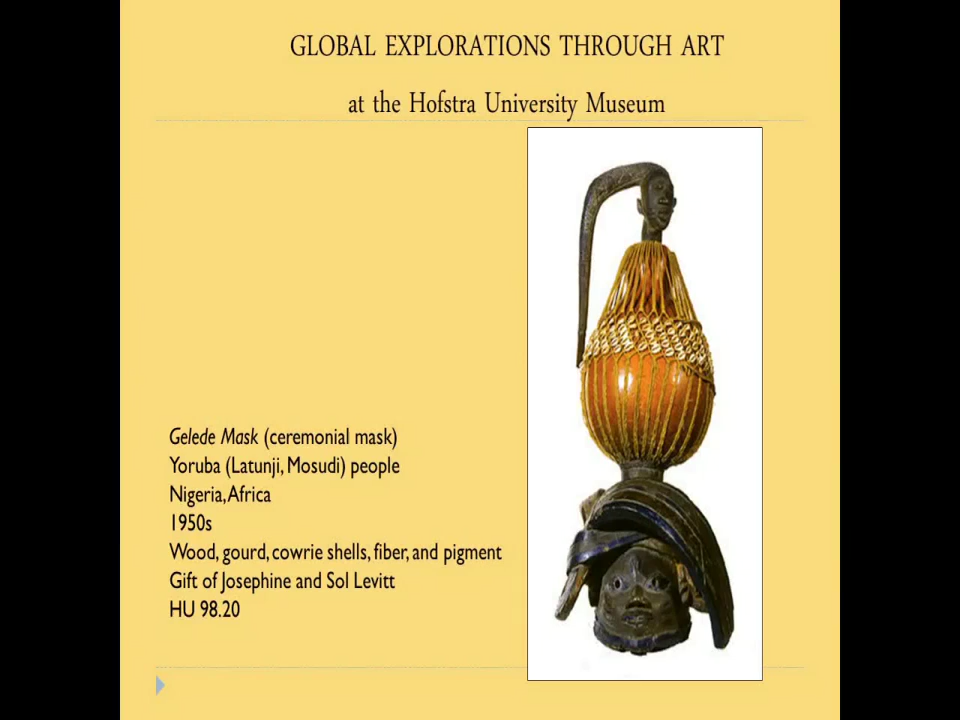 GLOBAL EXPLORATIONS THROUGH ART
at the Hofstra University Museum
Gelede Mask (ceremonial mask)
Yoruba (Latunji, Mosudi) people
Nigeria, Africa
1950s
Wood, gourd, cowrie shells, fiber, and pigment
Gift of Josephine and Sol Levitt
HU 98.20